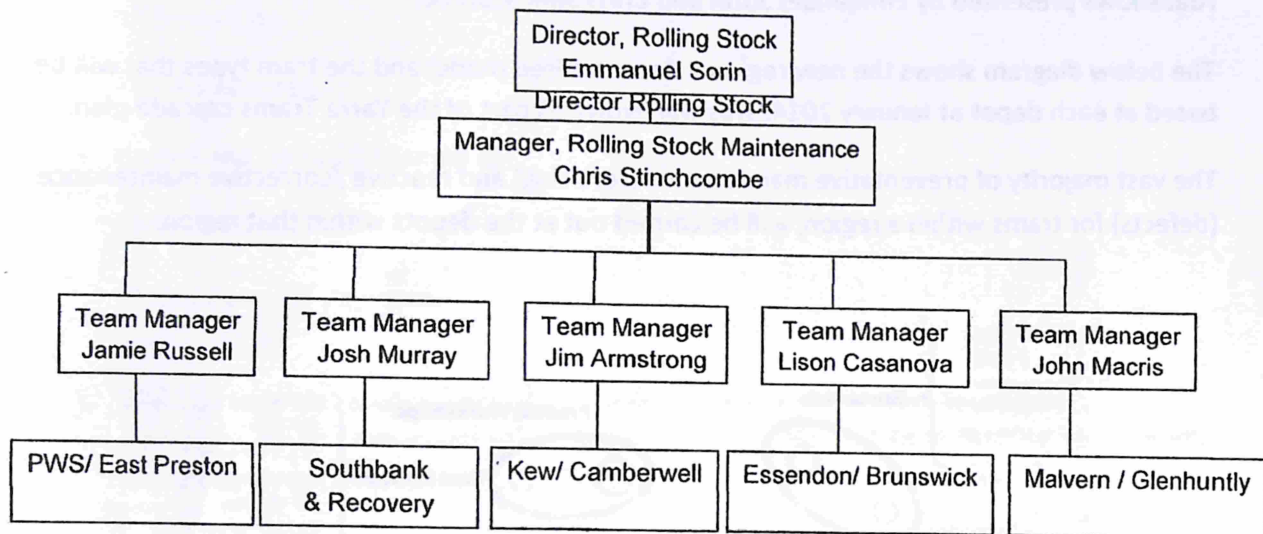 Director, Rolling Stock
Emmanuel Sorin
Director Rolling Stock
Manager, Rolling Stock Maintenance
Chris Stinchcombe
Team Manager
Jamie Russell
Team Manager
Josh Murray
Team Manager
Jim Armstrong
Team Manager
Lison Casanova
Team Manager
John Macris
PWS/ East Preston
Southbank
& Recovery
Kew/ Camberwell
Essendon/ Brunswick
Malvern / Glenhuntly